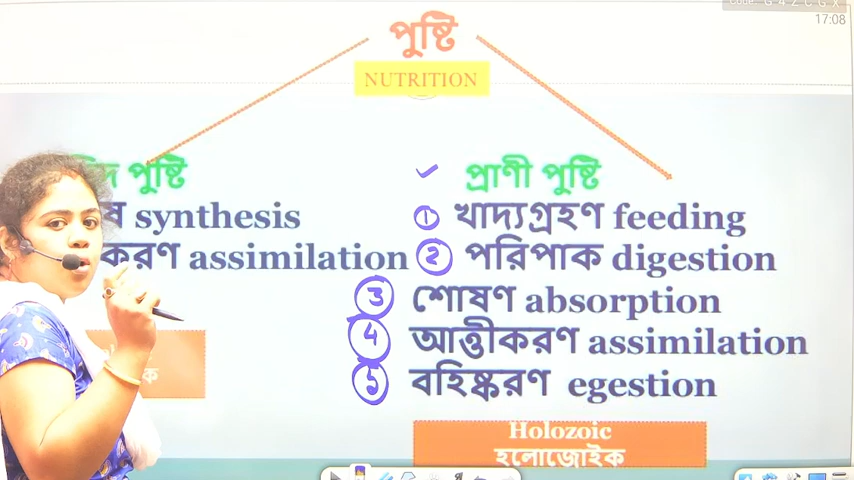 17:08
পুষ্টি
NUTRITION
পুষ্টি
synthesis
করণ assimilation
✓ প্রাণী পুষ্টি
① খাদ্যগ্রহণ feeding
② পরিপাক digestion
③ শোষণ absorption
④ আত্তীকরণ assimilation
⑤ বহিষ্করণ egestion
Holozoic
হলোজোইক